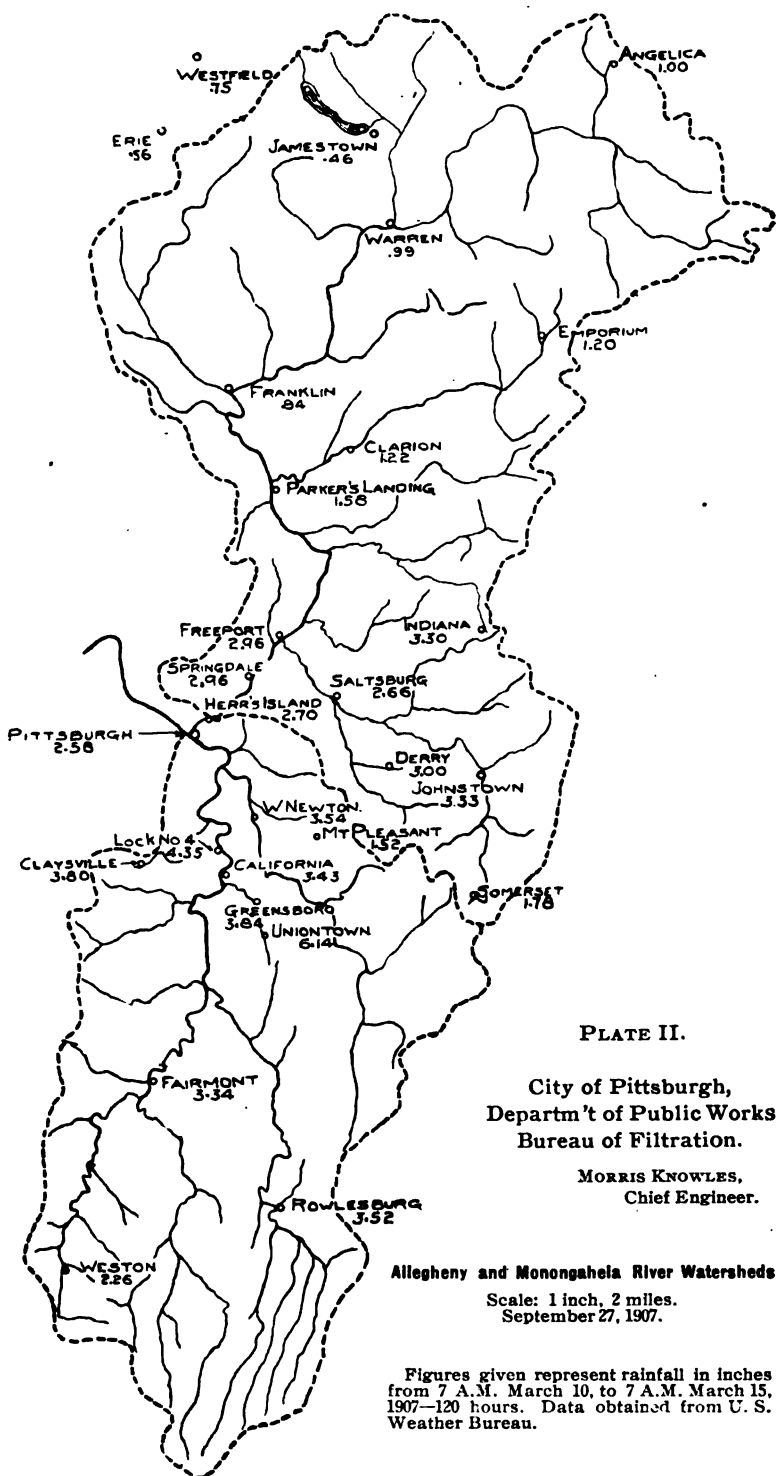 WESTFIELD
.75
ANGELICA
1.00
ERIE
.56
JAMESTOWN
.46
WARREN
.99
EMPORIUM
1.20
FRANKLIN
.84
CLARION
1.22
PARKER'S LANDING
1.58
FREEPORT
2.96
INDIANA
3.30
SPRINGDALE
2.96
SALTSBURG
2.66
HERR'S ISLAND
2.70
PITTSBURGH
2.58
DERRY
3.00
JOHNSTOWN
3.33
W NEWTON.
3.54
MT PLEASANT
1.52
LOCK NO 4
4.35
CLAYSVILLE
3.80
CALIFORNIA
3.43
SOMERSET
1.78
GREENSBORO
3.84
UNIONTOWN
6.14
PLATE II.
City of Pittsburgh,
Departm't of Public Works
Bureau of Filtration.
MORRIS KNOWLES,
Chief Engineer.
FAIRMONT
3.34
ROWLESBURG
3.52
WESTON
2.26
Allegheny and Monongahela River Watersheds
Scale: 1 inch, 2 miles.
September 27, 1907.
Figures given represent rainfall in inches
from 7 A.M. March 10, to 7 A.M. March 15,
1907—120 hours. Data obtained from U. S.
Weather Bureau.